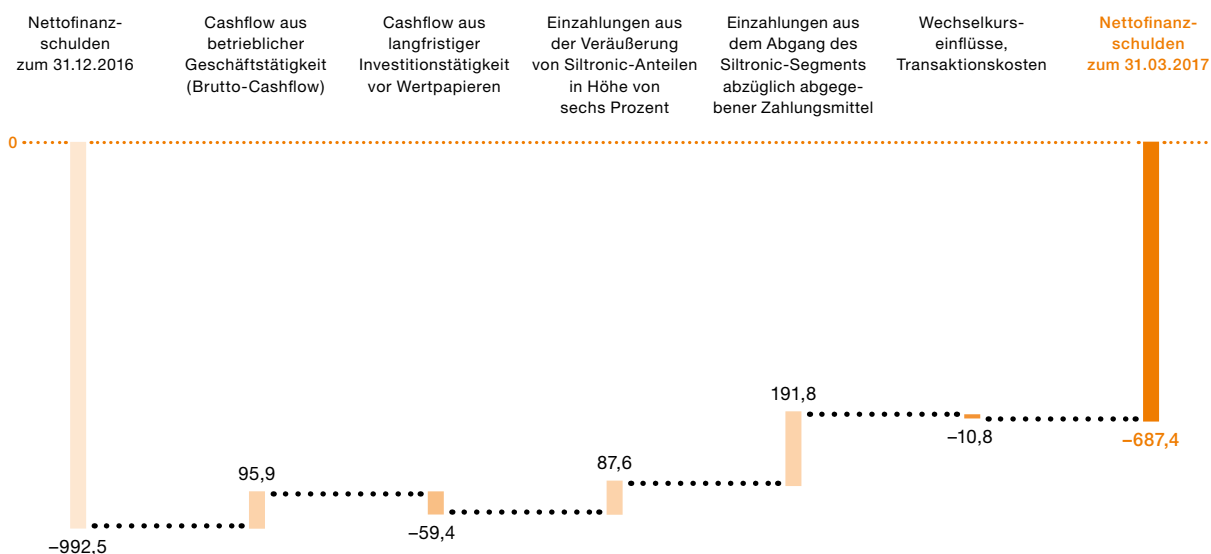 Nettofinanz-
schulden
zum 31.12.2016
Cashflow aus
betrieblicher
Geschäftstätigkeit
(Brutto-Cashflow)
Cashflow aus
langfristiger
Investitionstätigkeit
vor Wertpapieren
Einzahlungen aus
der Veräußerung
von Siltronic-Anteilen
in Höhe von
sechs Prozent
Einzahlungen aus
dem Abgang des
Siltronic-Segments
abzüglich abgege-
bener Zahlungsmittel
Wechselkurs-
einflüsse,
Transaktionskosten
Nettofinanz-
schulden
zum 31.03.2017
0
–992,5
95,9
–59,4
87,6
191,8
–10,8
–687,4